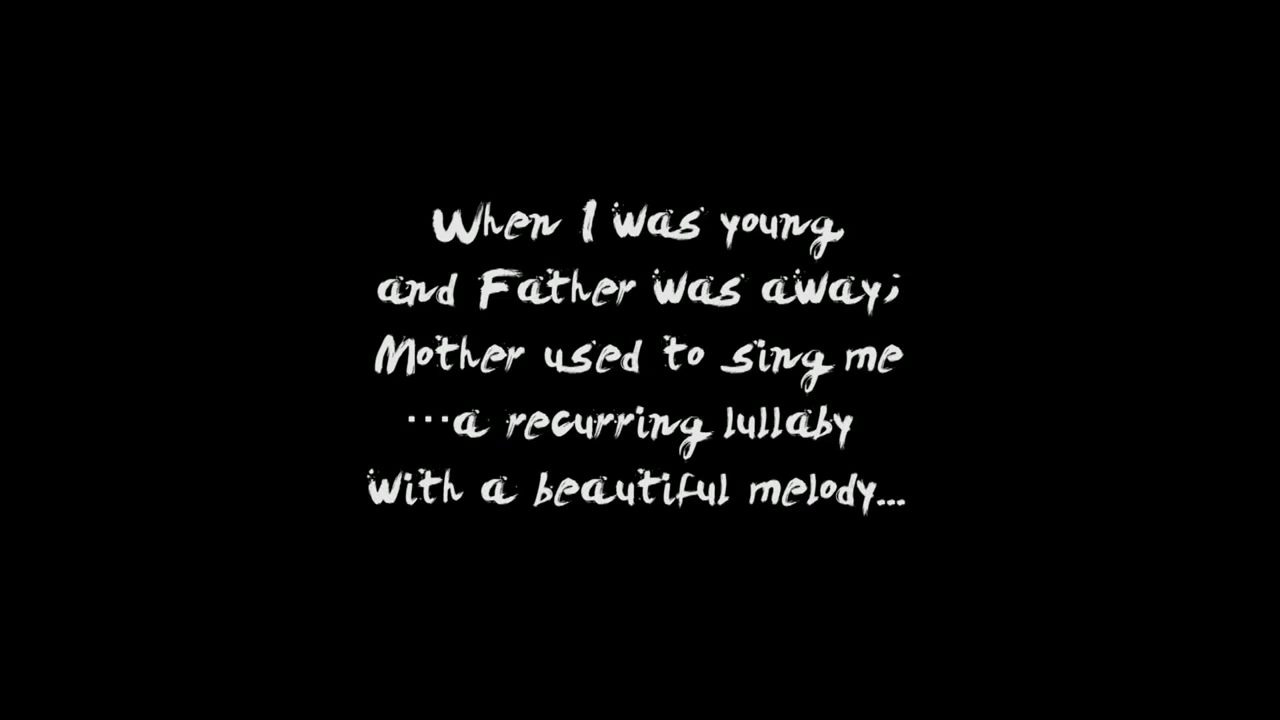 When I was young
and Father was away;
Mother used to sing me
...a recurring lullaby
with a beautiful melody...